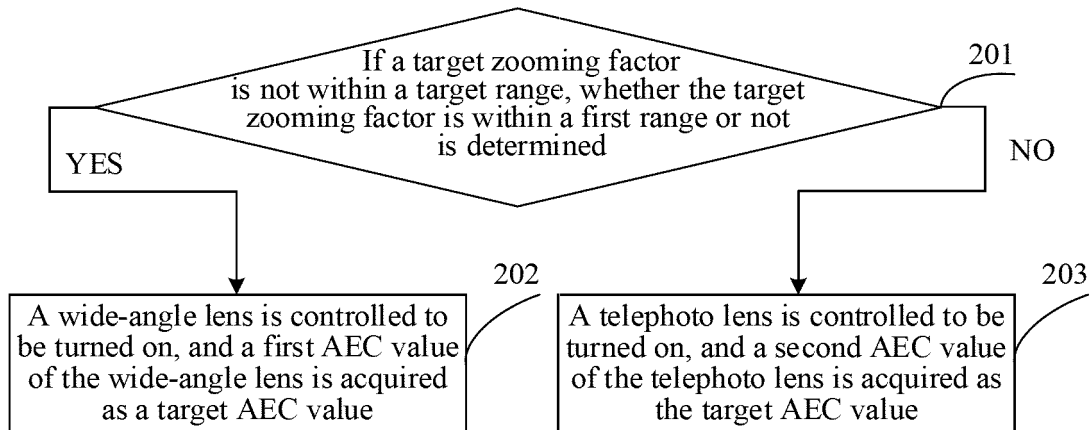 If a target zooming factor
is not within a target range, whether the target
zooming factor is within a first range or not
is determined
201
YES
NO
202
203
A wide-angle lens is controlled to
be turned on, and a first AEC value
of the wide-angle lens is acquired
as a target AEC value
A telephoto lens is controlled to be
turned on, and a second AEC value
of the telephoto lens is acquired as
the target AEC value